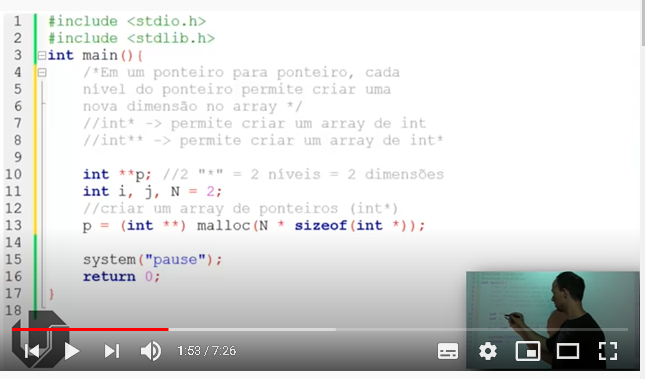 1 #include <stdio.h>
2 #include <stdlib.h>
3 int main(){
4 /*Em um ponteiro para ponteiro, cada
5 nível do ponteiro permite criar uma
6 nova dimensão no array */
7 //int* -> permite criar um array de int
8 //int** -> permite criar um array de int*
9
10 int **p; //2 "*" = 2 níveis = 2 dimensões
11 int i, j, N = 2;
12 //criar um array de ponteiros (int*)
13 p = (int **) malloc(N * sizeof(int *));
14
15 system("pause");
16 return 0;
17 }
18
1:53 / 7:26